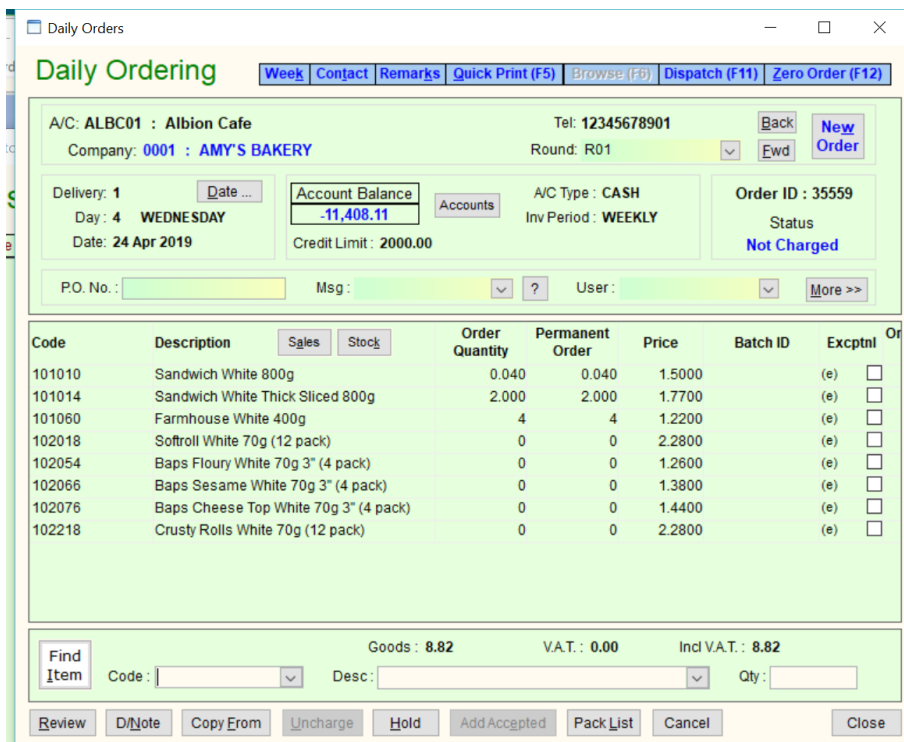 Daily Orders
Daily Ordering Week Contact Remarks Quick Print (F5) Browse (F6) Dispatch (F11) Zero Order (F12)
A/C: ALBC01 : Albion Cafe Tel: 12345678901 Back New Order
Company: 0001 : AMY'S BAKERY Round: R01 Fwd
Delivery: 1 Date ... Account Balance Accounts A/C Type : CASH Order ID : 35559
Day : 4 WEDNESDAY -11,408.11 Inv Period : WEEKLY Status
Date: 24 Apr 2019 Credit Limit : 2000.00 Not Charged
P.O. No. : Msg : ? User : More >>
Code Description Sales Stock Order Quantity Permanent Order Price Batch ID Excptnl Or
101010 Sandwich White 800g 0.040 0.040 1.5000 (e)
101014 Sandwich White Thick Sliced 800g 2.000 2.000 1.7700 (e)
101060 Farmhouse White 400g 4 4 1.2200 (e)
102018 Softroll White 70g (12 pack) 0 0 2.2800 (e)
102054 Baps Floury White 70g 3" (4 pack) 0 0 1.2600 (e)
102066 Baps Sesame White 70g 3" (4 pack) 0 0 1.3800 (e)
102076 Baps Cheese Top White 70g 3" (4 pack) 0 0 1.4400 (e)
102218 Crusty Rolls White 70g (12 pack) 0 0 2.2800 (e)
Find Item Goods : 8.82 V.A.T. : 0.00 Incl V.A.T. : 8.82
Code : Desc : Qty :
Review D/Note Copy From Uncharge Hold Add Accepted Pack List Cancel Close